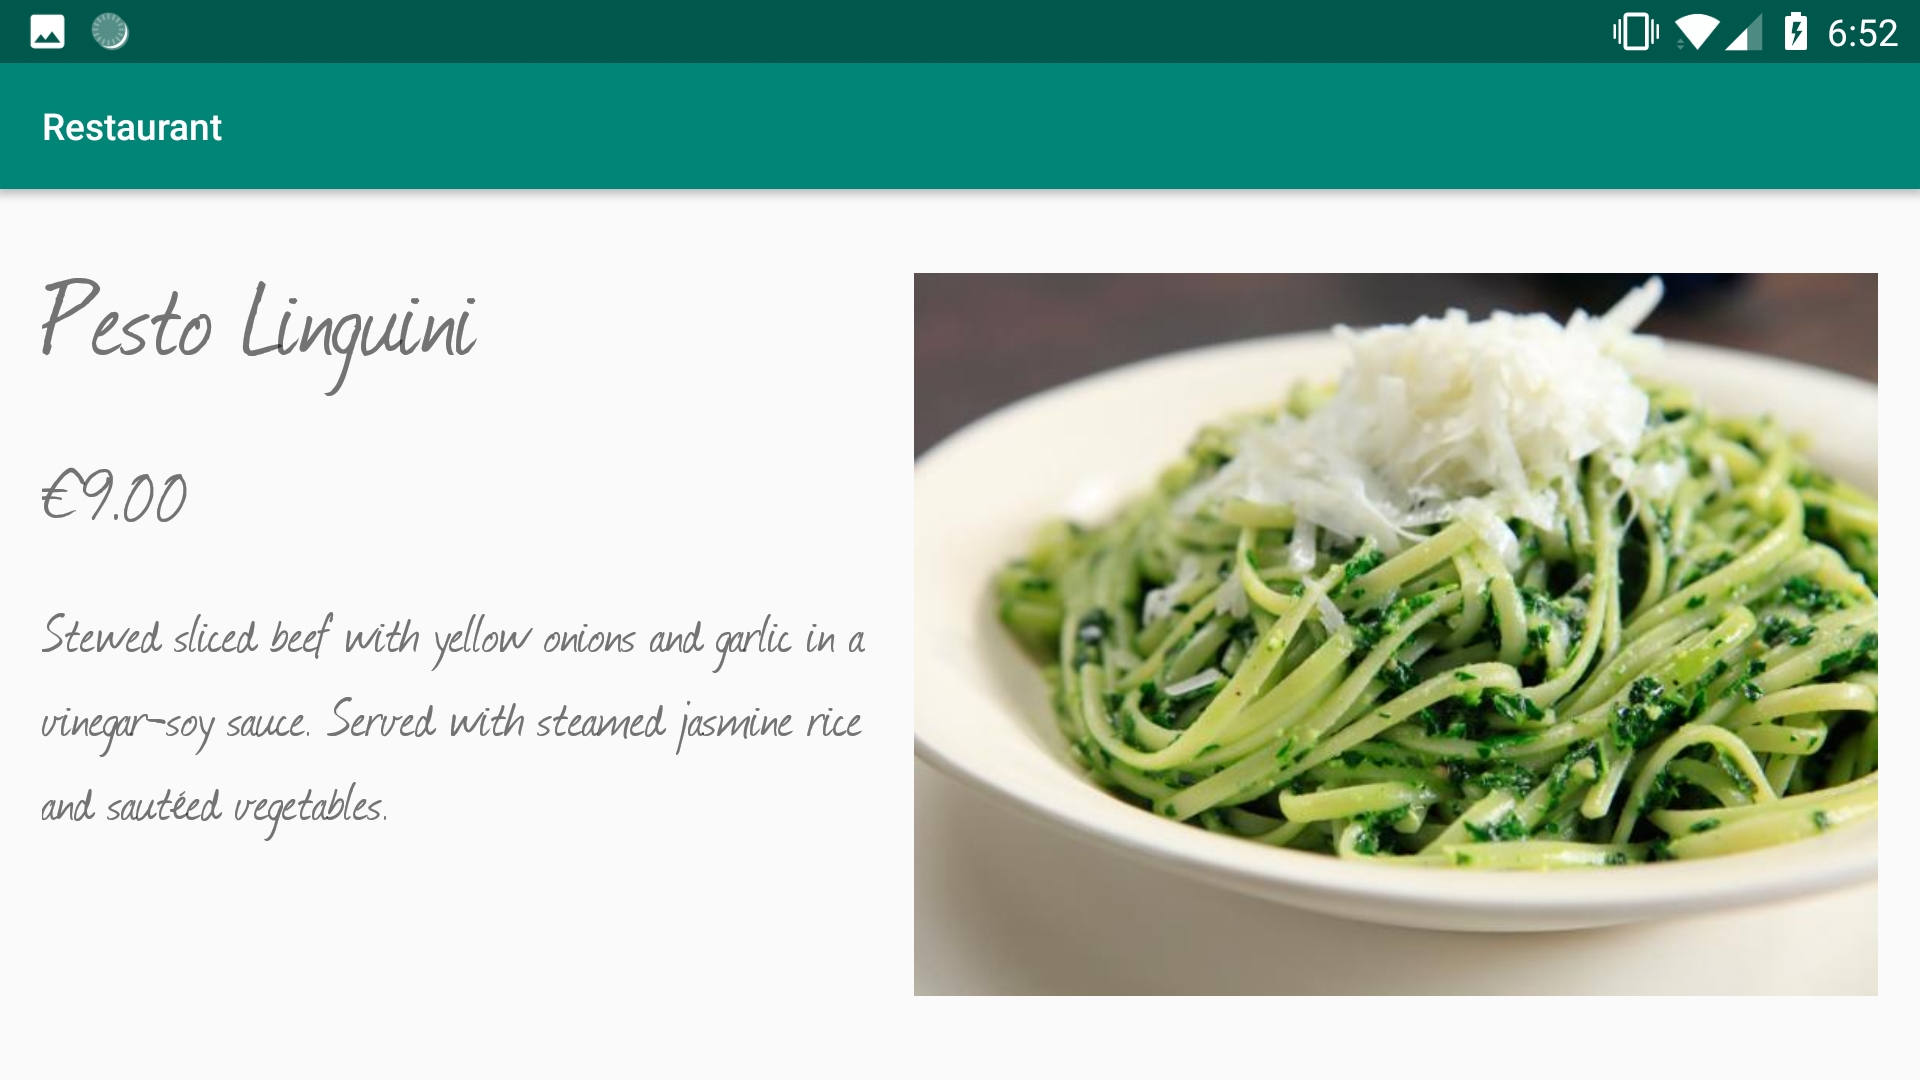 6:52
Restaurant
Pesto Linguini
€9.00
Stewed sliced beef with yellow onions and garlic in a
vinegar-soy sauce. Served with steamed jasmine rice
and sautéed vegetables.